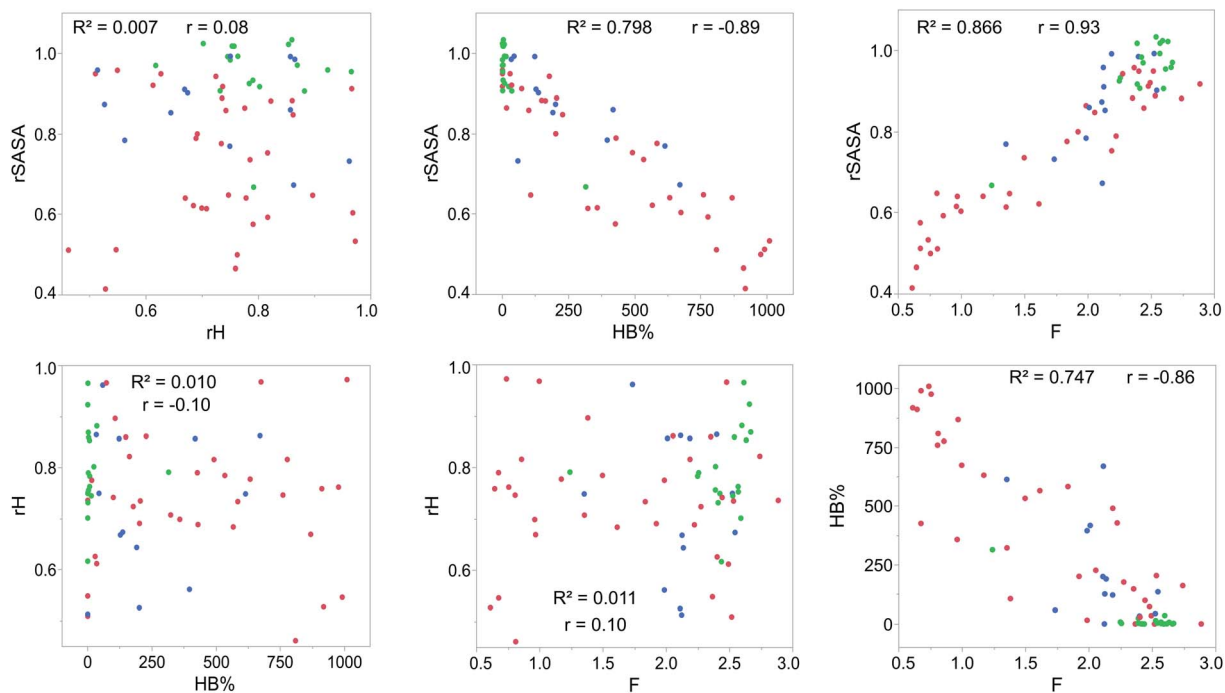 R² = 0.007 r = 0.08
1.0
0.8
0.6
0.4
rSASA
0.6 0.8 1.0
rH
R² = 0.798 r = -0.89
1.0
0.8
0.6
0.4
rSASA
0 250 500 750 1000
HB%
R² = 0.866 r = 0.93
1.0
0.8
0.6
0.4
rSASA
0.5 1.0 1.5 2.0 2.5 3.0
F
R² = 0.010
r = -0.10
1.0
0.8
0.6
rH
0 250 500 750 1000
HB%
1.0
0.8
0.6
rH
R² = 0.011
r = 0.10
0.5 1.0 1.5 2.0 2.5 3.0
F
R² = 0.747 r = -0.86
1000
750
500
250
0
HB%
0.5 1.0 1.5 2.0 2.5 3.0
F